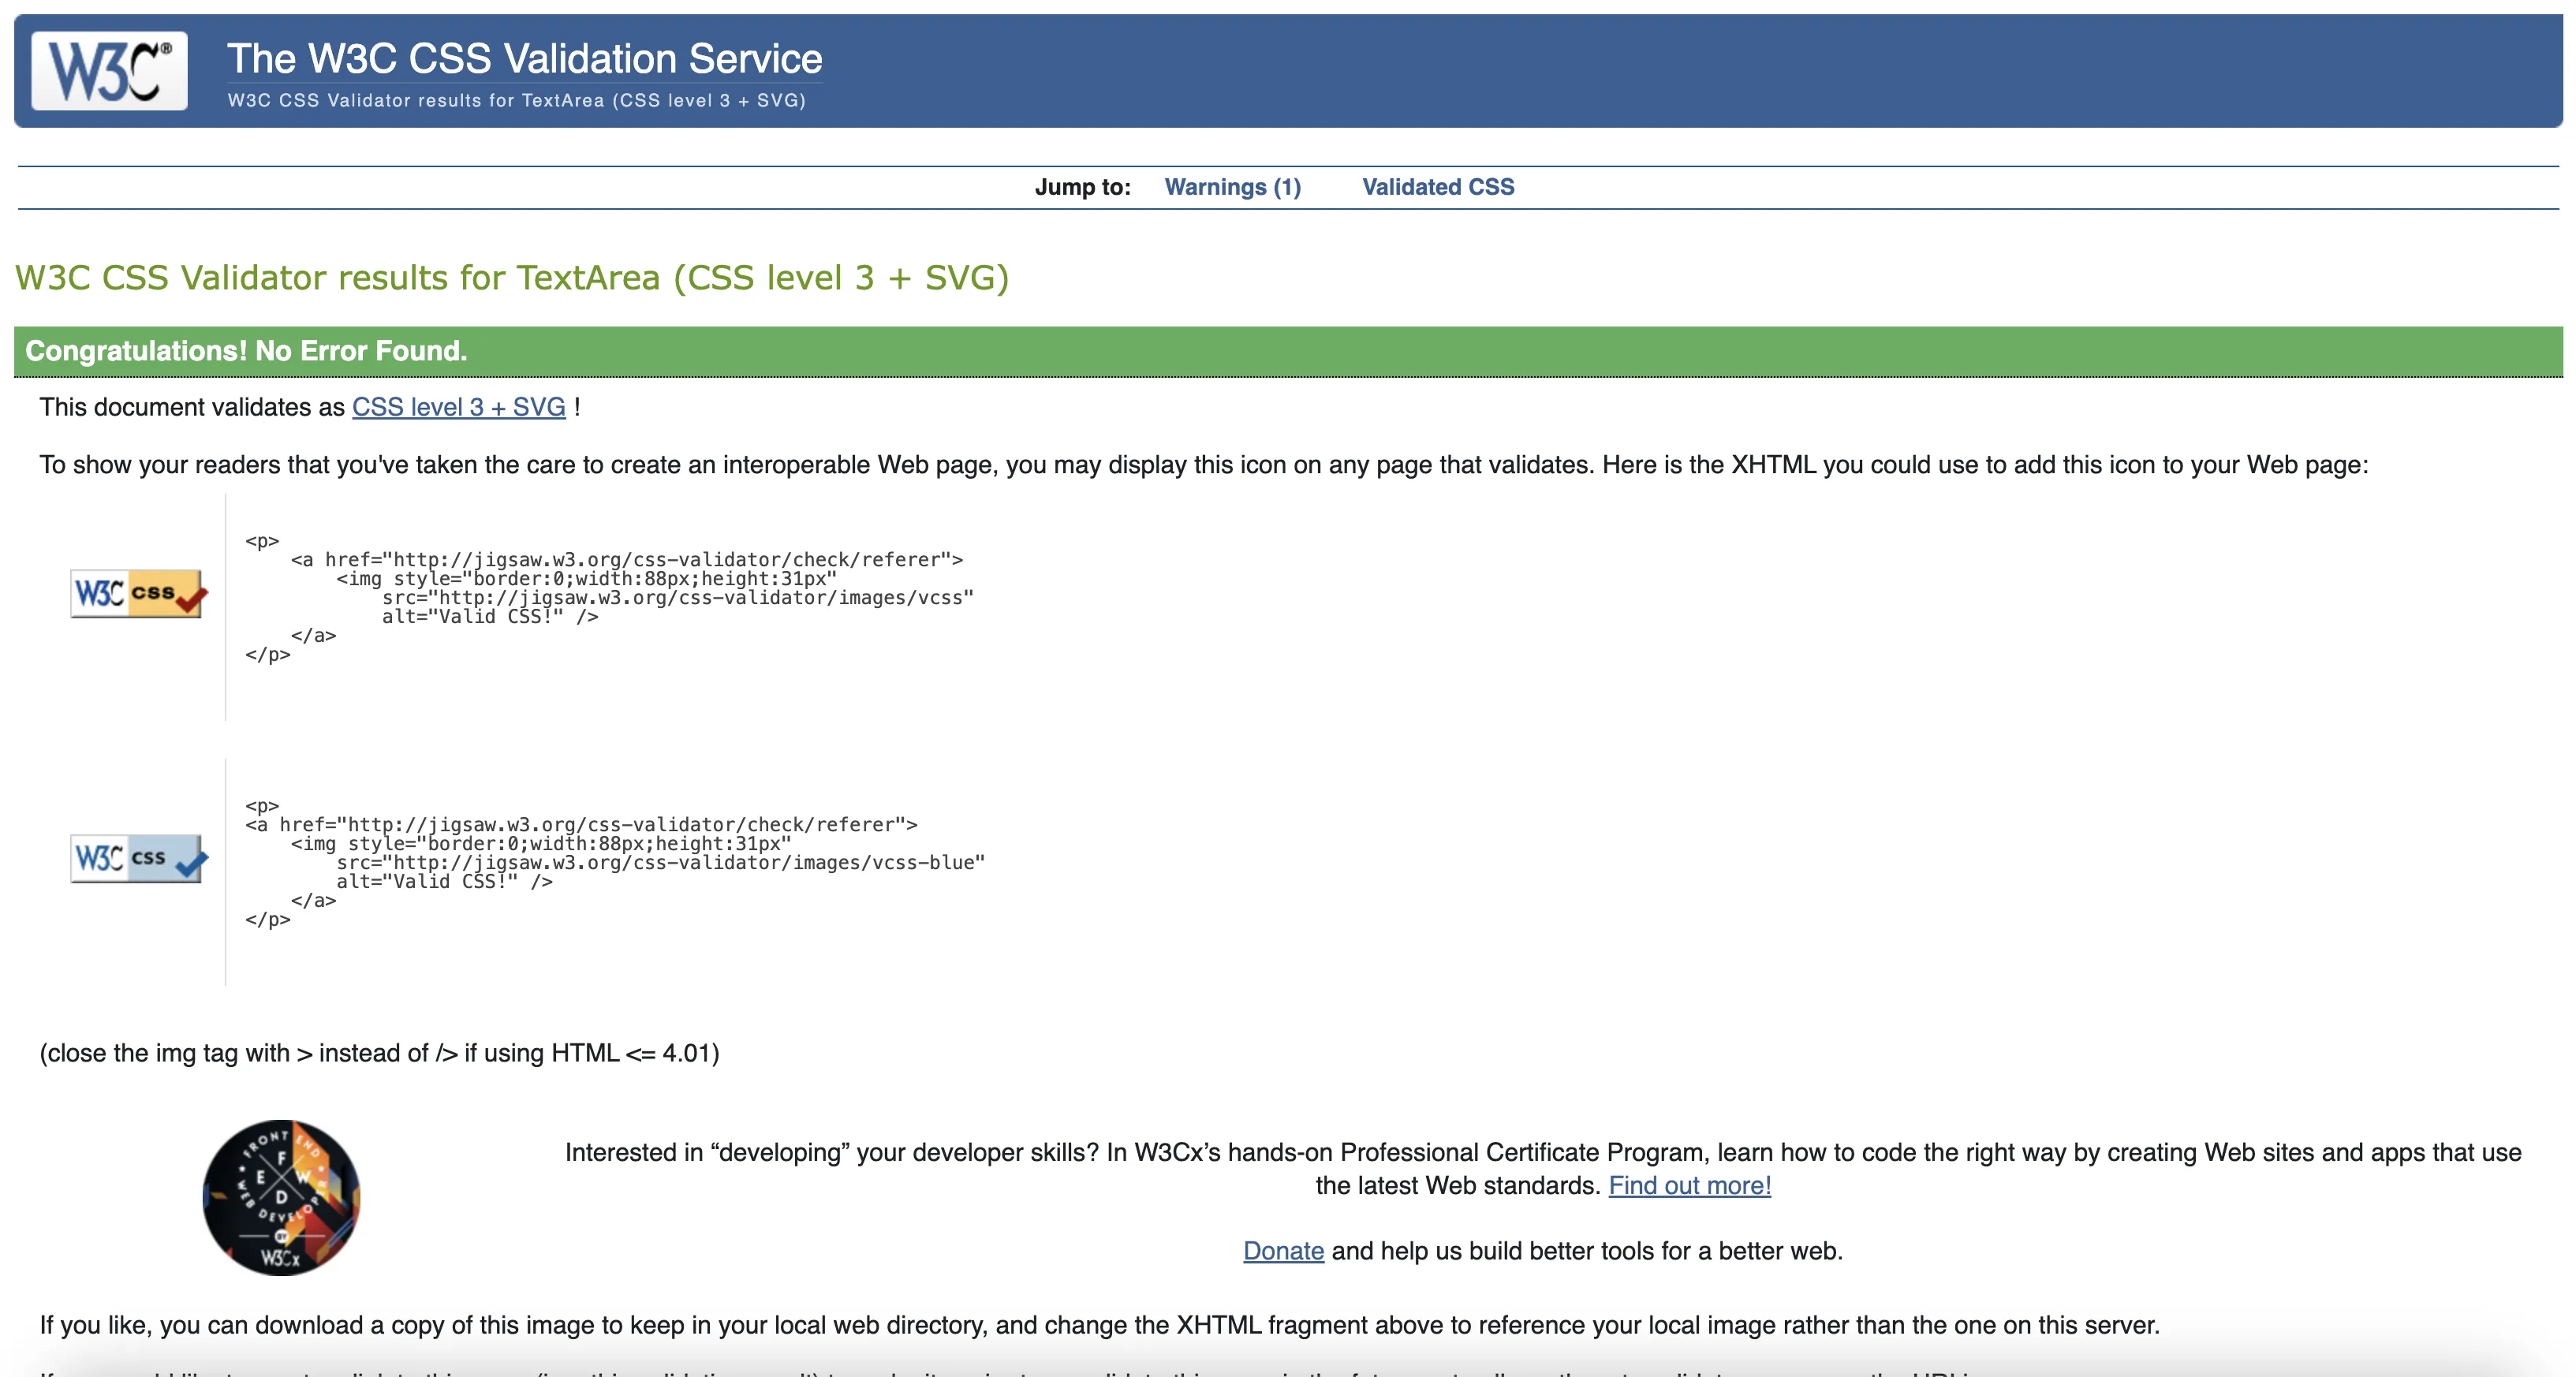 W3C®
The W3C CSS Validation Service
W3C CSS Validator results for TextArea (CSS level 3 + SVG)
Jump to: Warnings (1) Validated CSS
W3C CSS Validator results for TextArea (CSS level 3 + SVG)
Congratulations! No Error Found.
This document validates as CSS level 3 + SVG !
To show your readers that you've taken the care to create an interoperable Web page, you may display this icon on any page that validates. Here is the XHTML you could use to add this icon to your Web page:
W3C css
<p>
<a href="http://jigsaw.w3.org/css-validator/check/referer">
<img style="border:0;width:88px;height:31px"
src="http://jigsaw.w3.org/css-validator/images/vcss"
alt="Valid CSS!" />
</a>
</p>
W3C css
<p>
<a href="http://jigsaw.w3.org/css-validator/check/referer">
<img style="border:0;width:88px;height:31px"
src="http://jigsaw.w3.org/css-validator/images/vcss-blue"
alt="Valid CSS!" />
</a>
</p>
(close the img tag with > instead of /> if using HTML <= 4.01)
FRONT END
WEB DEVELOPER
F
E W
D
BY
W3Cx
Interested in “developing” your developer skills? In W3Cx’s hands-on Professional Certificate Program, learn how to code the right way by creating Web sites and apps that use
the latest Web standards. Find out more!
Donate and help us build better tools for a better web.
If you like, you can download a copy of this image to keep in your local web directory, and change the XHTML fragment above to reference your local image rather than the one on this server.